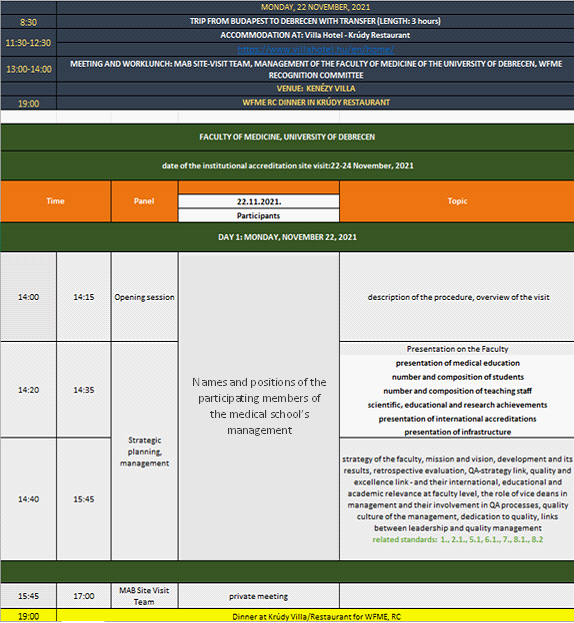 MONDAY, 22 NOVEMBER, 2021
8:30 TRIP FROM BUDAPEST TO DEBRECEN WITH TRANSFER (LENGTH: 3 hours)
11:30-12:30 ACCOMMODATION AT: Villa Hotel - Krúdy Restaurant
https://www.villahotel.hu/en/home/
13:00-14:00 MEETING AND WORKLUNCH: MAB SITE-VISIT TEAM, MANAGEMENT OF THE FACULTY OF MEDICINE OF THE UNIVERSITY OF DEBRECEN, WFME
RECOGNITION COMMITTEE
VENUE: KENÉZY VILLA
19:00 WFME RC DINNER IN KRÚDY RESTAURANT
FACULTY OF MEDICINE, UNIVERSITY OF DEBRECEN
date of the institutional accreditation site visit:22-24 November, 2021
Time Panel 22.11.2021. Topic
Participants
DAY 1: MONDAY, NOVEMBER 22, 2021
14:00 14:15 Opening session description of the procedure, overview of the visit
Names and positions of the
participating members of
the medical school's
management
14:20 14:35 Presentation on the Faculty
presentation of medical education
number and composition of students
number and composition of teaching staff
scientific, educational and research achievements
presentation of international accreditations
presentation of infrastructure
Strategic
planning,
management
14:40 15:45 strategy of the faculty, mission and vision, development and its
results, retrospective evaluation, QA-strategy link, quality and
excellence link - and their international, educational and
academic relevance at faculty level, the role of vice deans in
management and their involvement in QA processes, quality
culture of the management, dedication to quality, links
between leadership and quality management
related standards: 1., 2.1., 5.1, 6.1., 7., 8.1., 8.2
15:45 17:00 MAB Site Visit
Team private meeting
19:00 Dinner at Krúdy Villa/Restaurant for WFME, RC